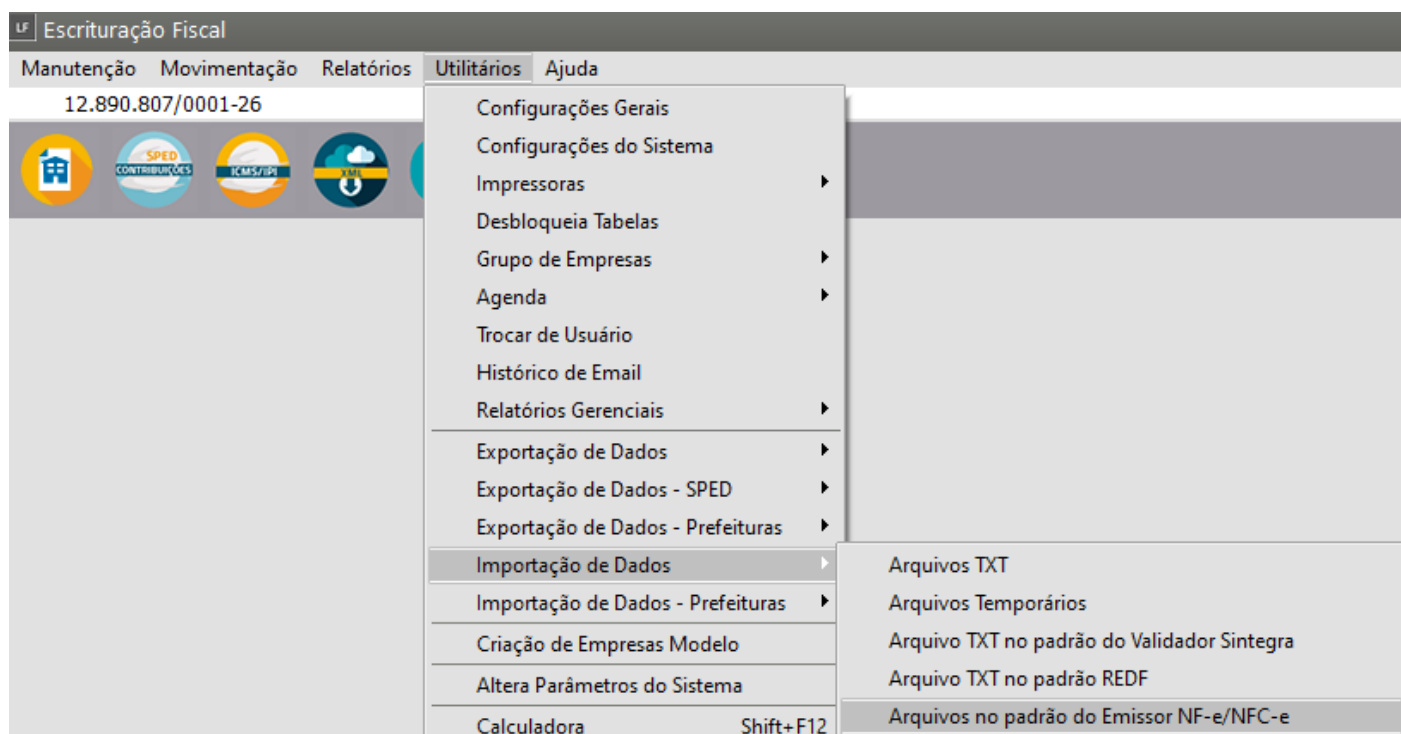 LF Escrituração Fiscal
Manutenção Movimentação Relatórios Utilitários Ajuda
12.890.807/0001-26
SPED CONTRIBUIÇÕES
ICMS/IPI
XML
Configurações Gerais
Configurações do Sistema
Impressoras
Desbloqueia Tabelas
Grupo de Empresas
Agenda
Trocar de Usuário
Histórico de Email
Relatórios Gerenciais
Exportação de Dados
Exportação de Dados - SPED
Exportação de Dados - Prefeituras
Importação de Dados
Importação de Dados - Prefeituras
Criação de Empresas Modelo
Altera Parâmetros do Sistema
Calculadora Shift+F12
Arquivos TXT
Arquivos Temporários
Arquivo TXT no padrão do Validador Sintegra
Arquivo TXT no padrão REDF
Arquivos no padrão do Emissor NF-e/NFC-e